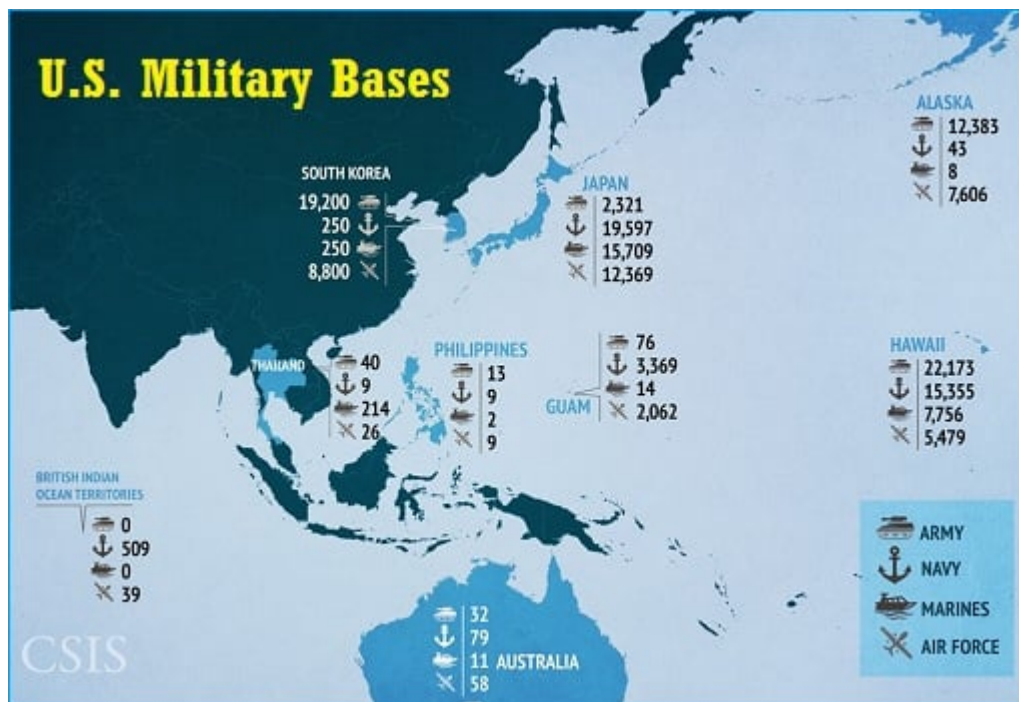 U.S. Military Bases
ALASKA
12,383
43
8
7,606
SOUTH KOREA
19,200
250
250
8,800
JAPAN
2,321
19,597
15,709
12,369
THAILAND
40
9
214
26
PHILIPPINES
13
9
2
9
GUAM
76
3,369
14
2,062
HAWAII
22,173
15,355
7,756
5,479
BRITISH INDIAN
OCEAN TERRITORIES
0
509
0
39
32
79
11 AUSTRALIA
58
ARMY
NAVY
MARINES
AIR FORCE
CSIS